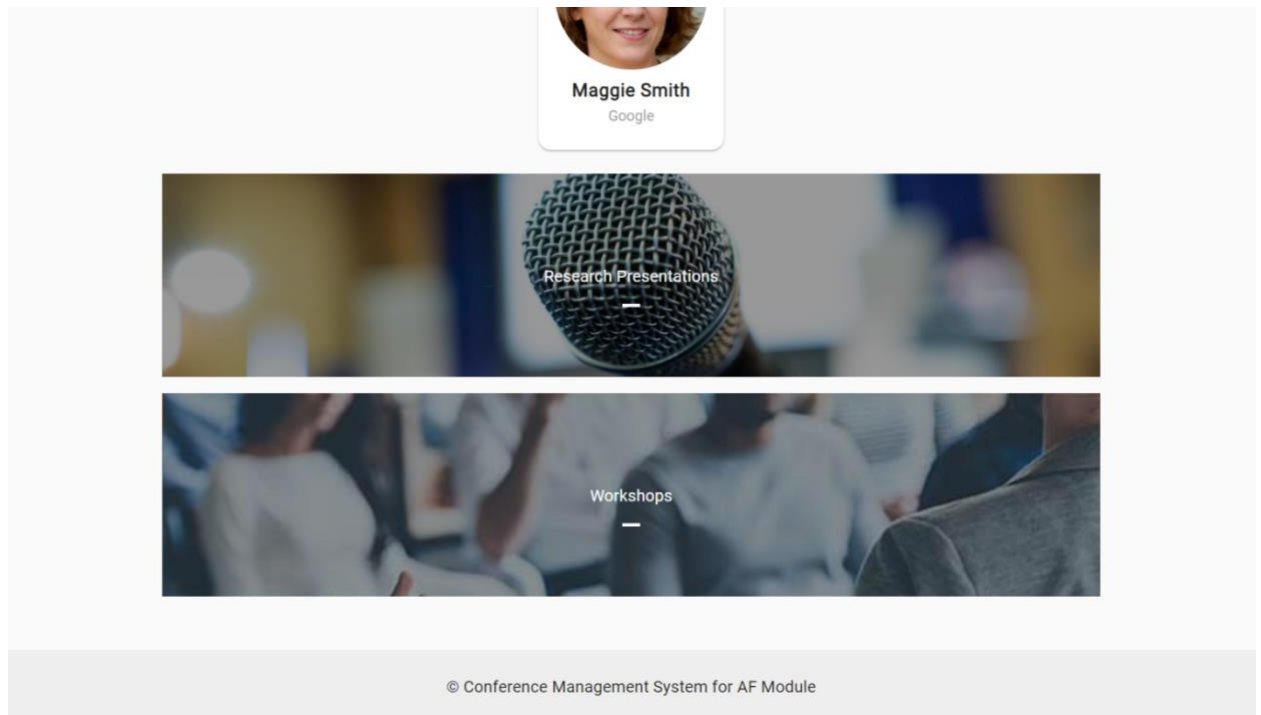 Maggie Smith
Google
Research Presentations
Workshops
© Conference Management System for AF Module